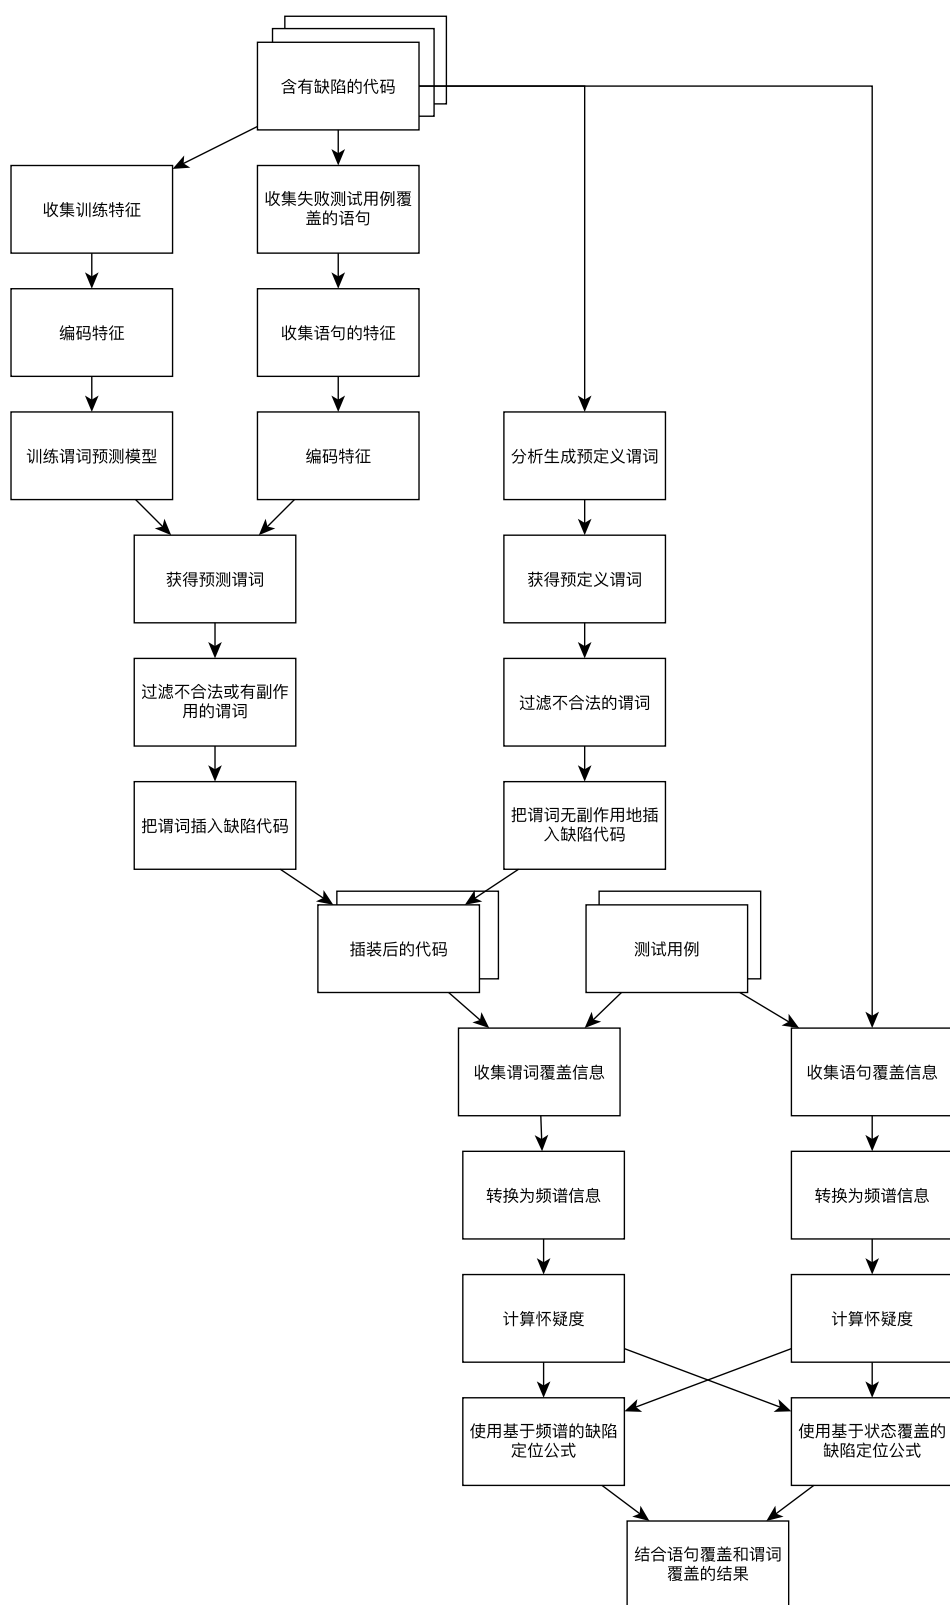 含有缺陷的代码
收集训练特征
收集失败测试用例覆
盖的语句
编码特征
收集语句的特征
训练谓词预测模型
编码特征
分析生成预定义谓词
获得预测谓词
获得预定义谓词
过滤不合法或有副作
用的谓词
过滤不合法的谓词
把谓词插入缺陷代码
把谓词无副作用地插
入缺陷代码
插装后的代码
测试用例
收集谓词覆盖信息
收集语句覆盖信息
转换为频谱信息
转换为频谱信息
计算怀疑度
计算怀疑度
使用基于频谱的缺陷
定位公式
使用基于状态覆盖的
缺陷定位公式
结合语句覆盖和谓词
覆盖的结果